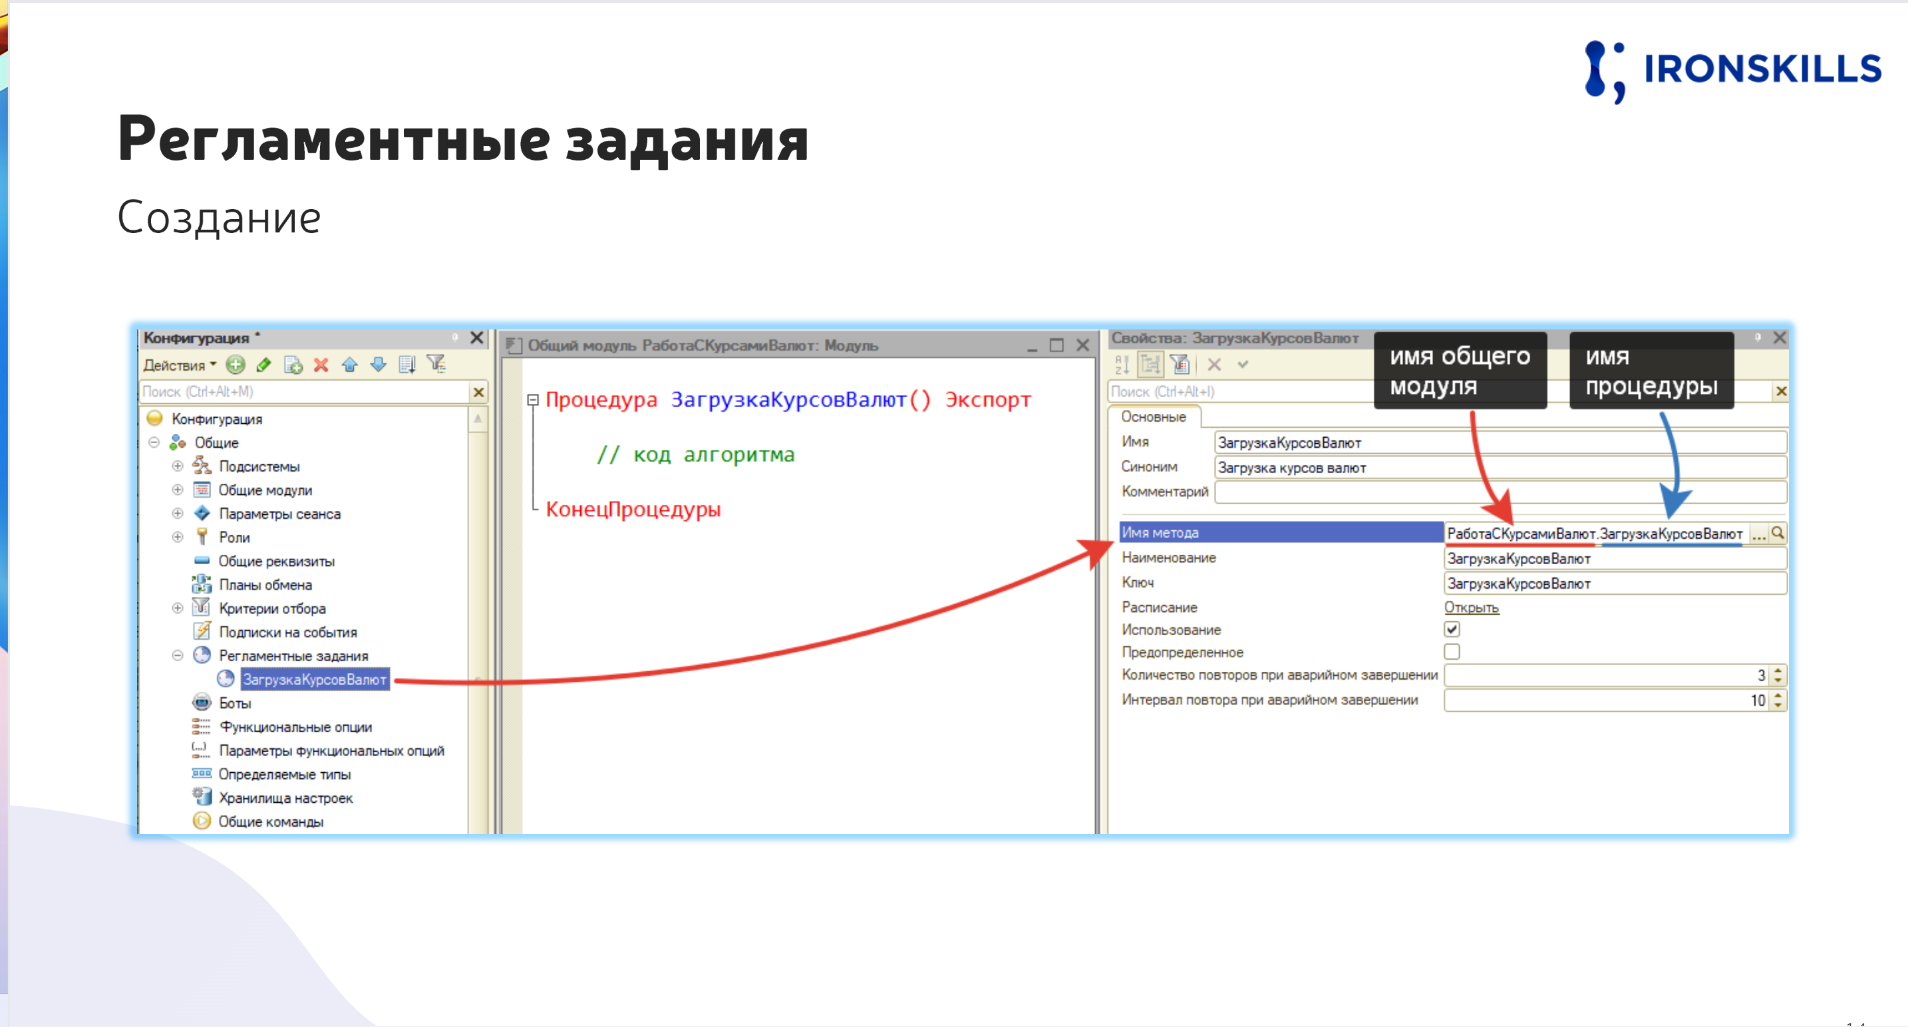 IRONSKILLS
Регламентные задания
Создание
Конфигурация *
Действия
Поиск (Ctrl+Alt+M)
Конфигурация
Общие
Подсистемы
Общие модули
Параметры сеанса
Роли
Общие реквизиты
Планы обмена
Критерии отбора
Подписки на события
Регламентные задания
ЗагрузкаКурсовВалют
Боты
Функциональные опции
Параметры функциональных опций
Определяемые типы
Хранилища настроек
Общие команды
Общий модуль РаботаСКурсамиВалют: Модуль
Процедура ЗагрузкаКурсовВалют() Экспорт
// код алгоритма
КонецПроцедуры
Свойства: ЗагрузкаКурсовВалют
имя общего
модуля
имя
процедуры
Поиск (Ctrl+Alt+I)
Основные
Имя ЗагрузкаКурсовВалют
Синоним Загрузка курсов валют
Комментарий
Имя метода РаботаСКурсамиВалют.ЗагрузкаКурсовВалют ...
Наименование ЗагрузкаКурсовВалют
Ключ ЗагрузкаКурсовВалют
Расписание Открыть
Использование
Предопределенное
Количество повторов при аварийном завершении 3
Интервал повтора при аварийном завершении 10